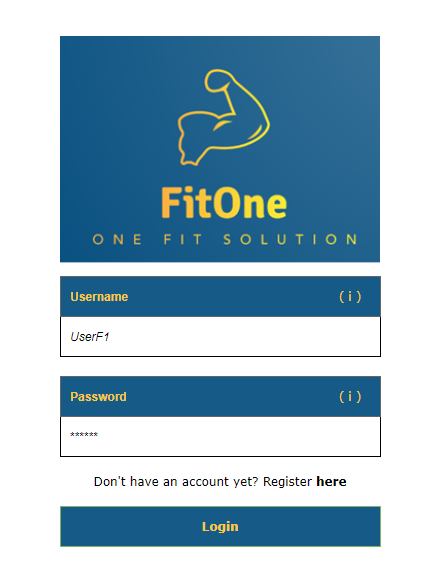 FitOne
ONE FIT SOLUTION
Username ( i )
UserF1
Password ( i )
******
Don't have an account yet? Register here
Login